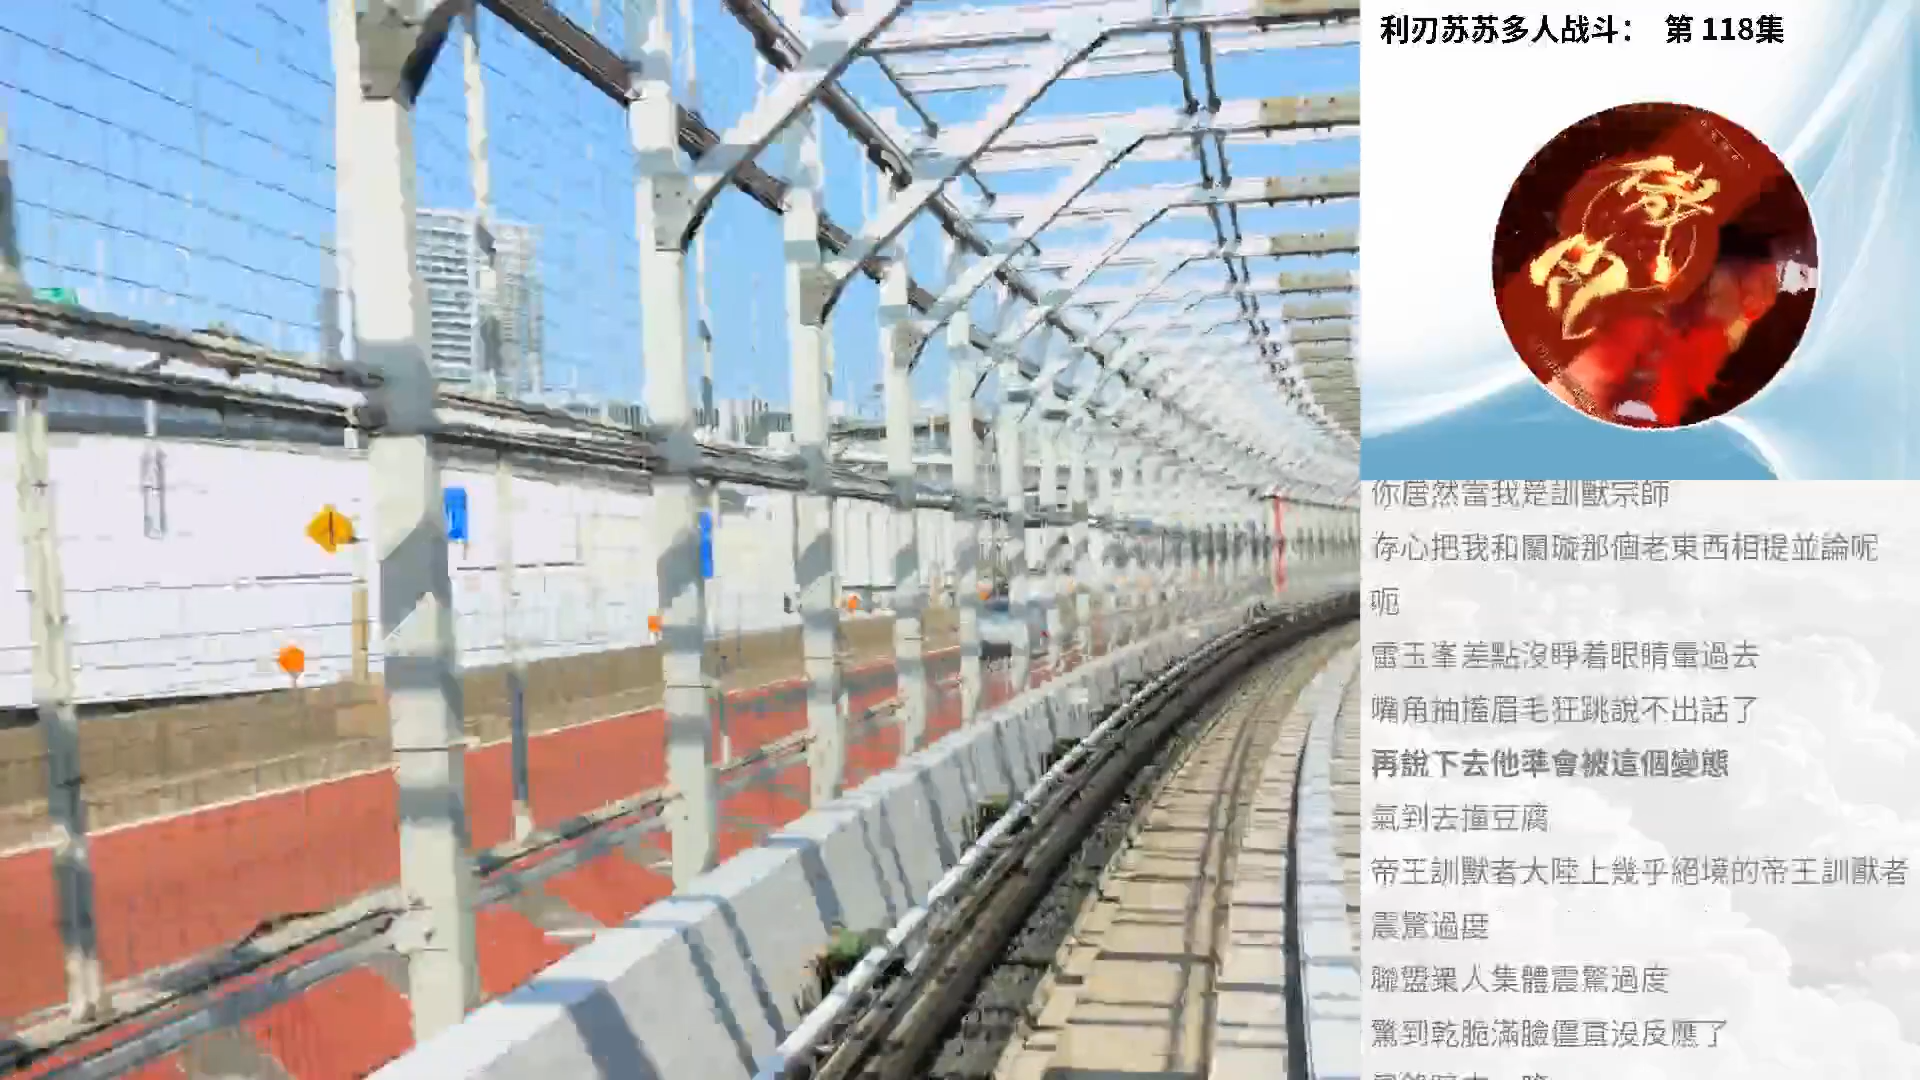 利刃苏苏多人战斗： 第 118集
你居然當我是訓獸宗師
存心把我和關璇那個老東西相提並論呢
呃
雷玉峯差點沒睜着眼睛暈過去
嘴角抽搐眉毛狂跳說不出話了
再說下去他準會被這個變態
氣到去撞豆腐
帝王訓獸者大陸上幾乎絕境的帝王訓獸者
震驚過度
聯盟眾人集體震驚過度
驚到乾脆滿臉僵直沒反應了